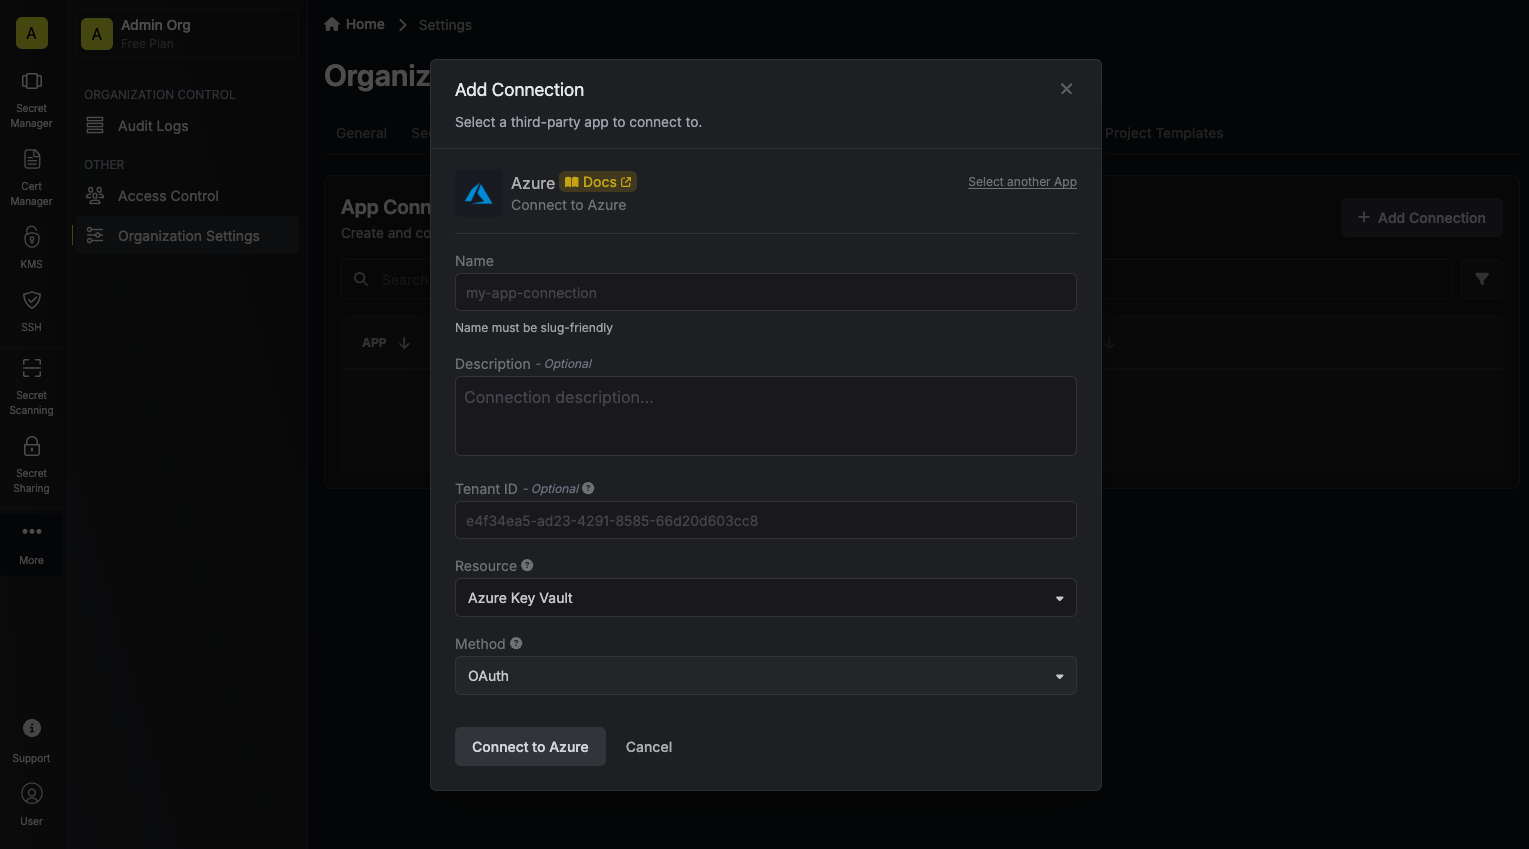 A
Secret
Manager
Cert
Manager
KMS
SSH
Secret
Scanning
Secret
Sharing
More
Support
User
A
Admin Org
Free Plan
ORGANIZATION CONTROL
Audit Logs
OTHER
Access Control
Organization Settings
Home
Settings
Organiz
General
Se
Project Templates
App Conn
Create and co
Add Connection
Search
APP
Add Connection
Select a third-party app to connect to.
Azure Docs
Select another App
Connect to Azure
Name
my-app-connection
Name must be slug-friendly
Description - Optional
Connection description...
Tenant ID - Optional
e4f34ea5-ad23-4291-8585-66d20d603cc8
Resource
Azure Key Vault
Method
OAuth
Connect to Azure
Cancel